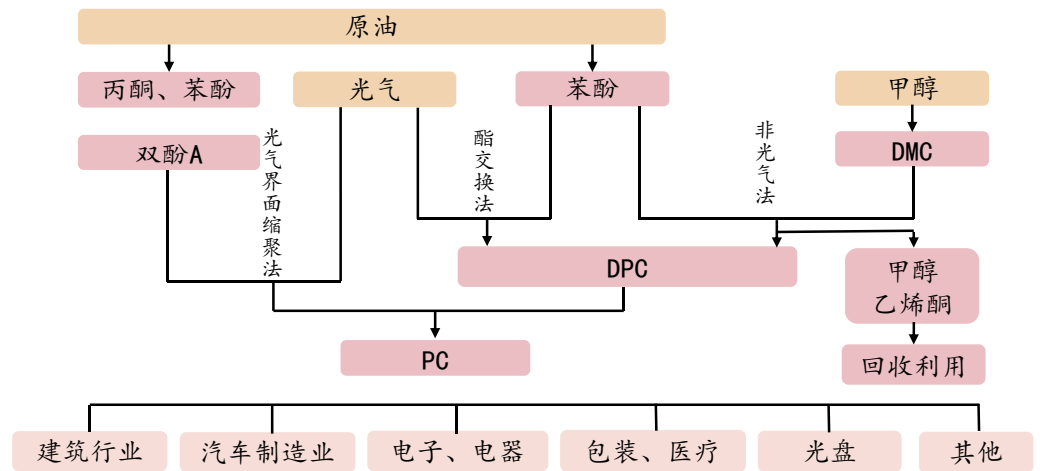 原油
丙酮、苯酚
光气
苯酚
甲醇
双酚A
光气界面缩聚法
酯交换法
非光气法
DMC
DPC
甲醇
乙烯酮
PC
回收利用
建筑行业
汽车制造业
电子、电器
包装、医疗
光盘
其他